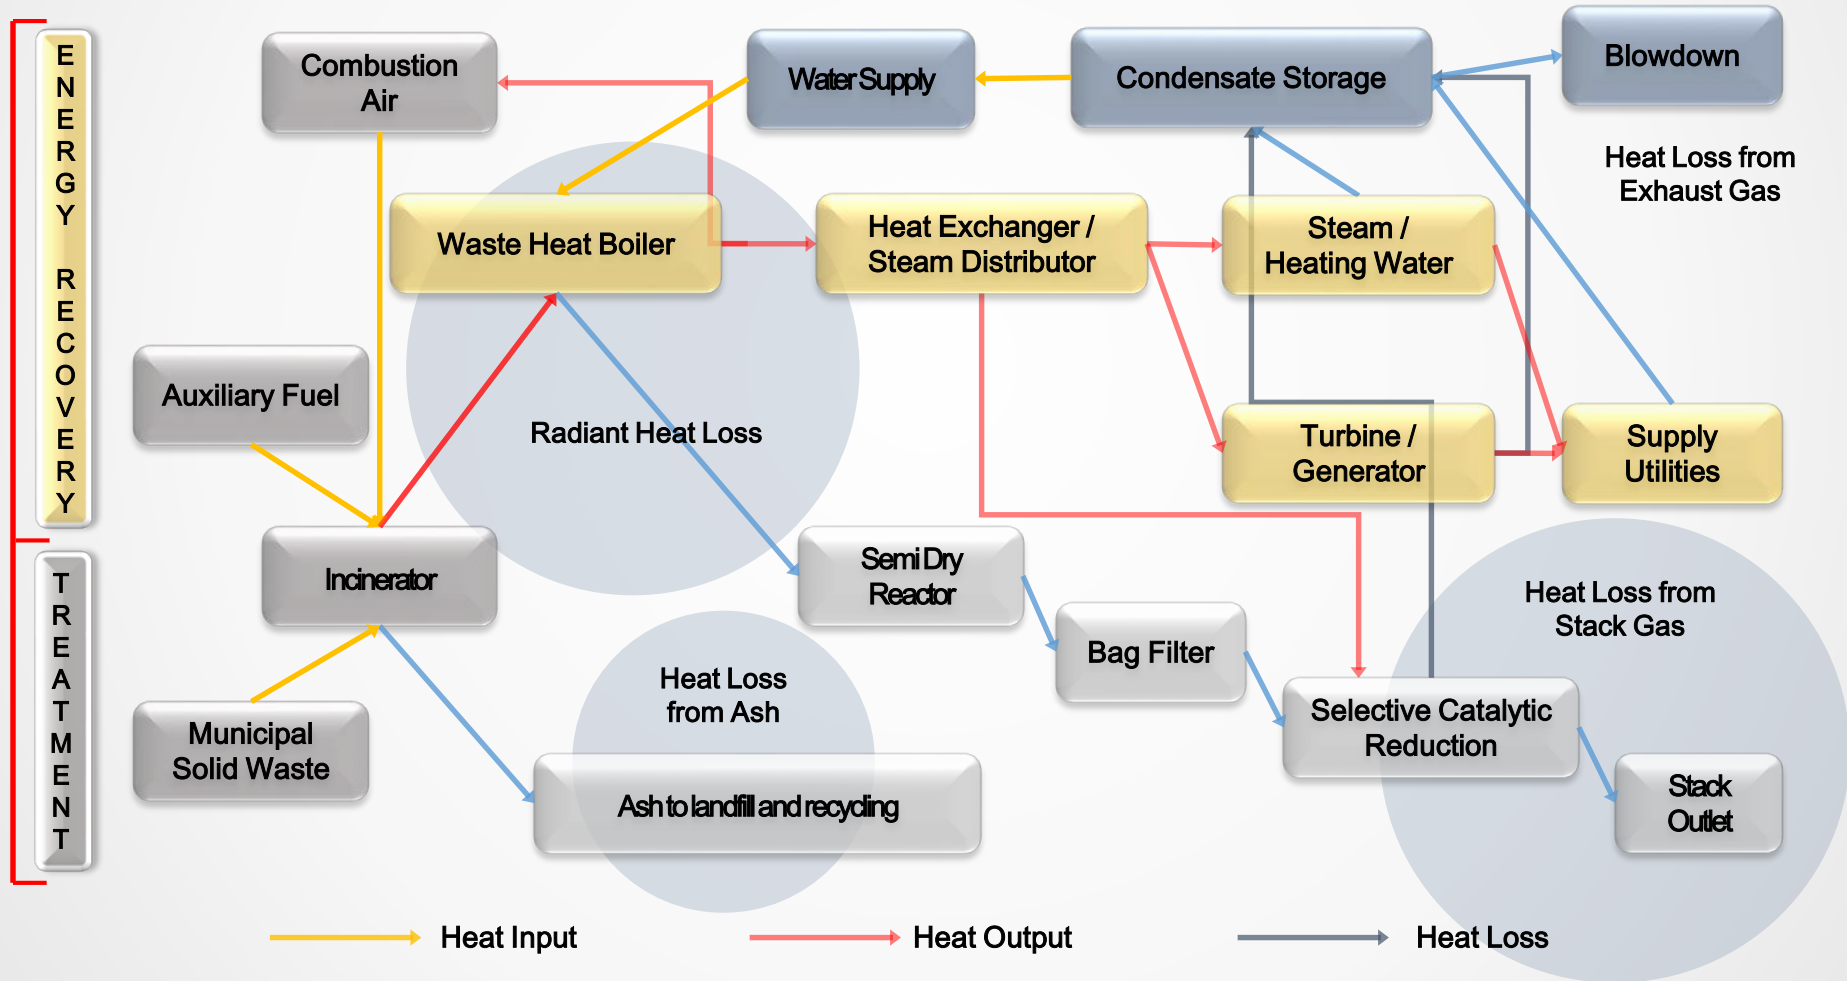 ENERGY RECOVERY
Combustion
Air
Water Supply
Condensate Storage
Blowdown
Heat Loss from
Exhaust Gas
Waste Heat Boiler
Heat Exchanger /
Steam Distributor
Steam /
Heating Water
Auxiliary Fuel
Radiant Heat Loss
Turbine /
Generator
Supply
Utilities
TREATMENT
Incinerator
Semi Dry
Reactor
Heat Loss from
Stack Gas
Bag Filter
Heat Loss
from Ash
Selective Catalytic
Reduction
Municipal
Solid Waste
Ash to landfill and recycling
Stack
Outlet
Heat Input
Heat Output
Heat Loss